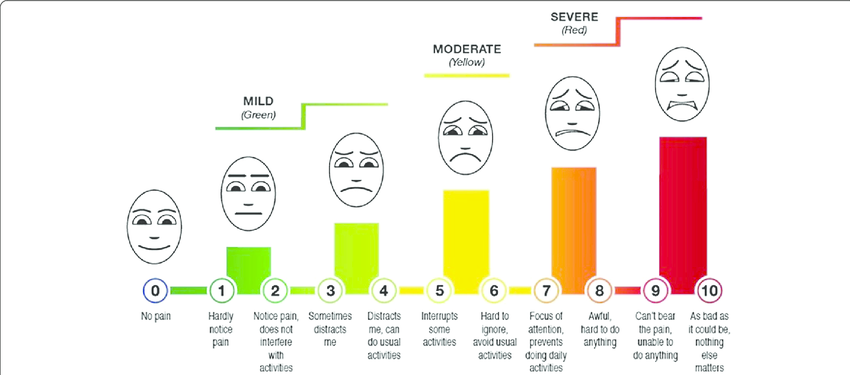 SEVERE
(Red)
MODERATE
(Yellow)
MILD
(Green)
0
1
2
3
4
5
6
7
8
9
10
No pain
Hardly
notice
pain
Notice pain,
does not
interfere
with
activities
Sometimes
distracts
me
Distracts
me, can
do usual
activities
Interrupts
some
activities
Hard to
ignore,
avoid usual
activities
Focus of
attention,
prevents
doing daily
activities
Awful,
hard to do
anything
Can't bear
the pain,
unable to
do anything
As bad as
it could be,
nothing
else
matters